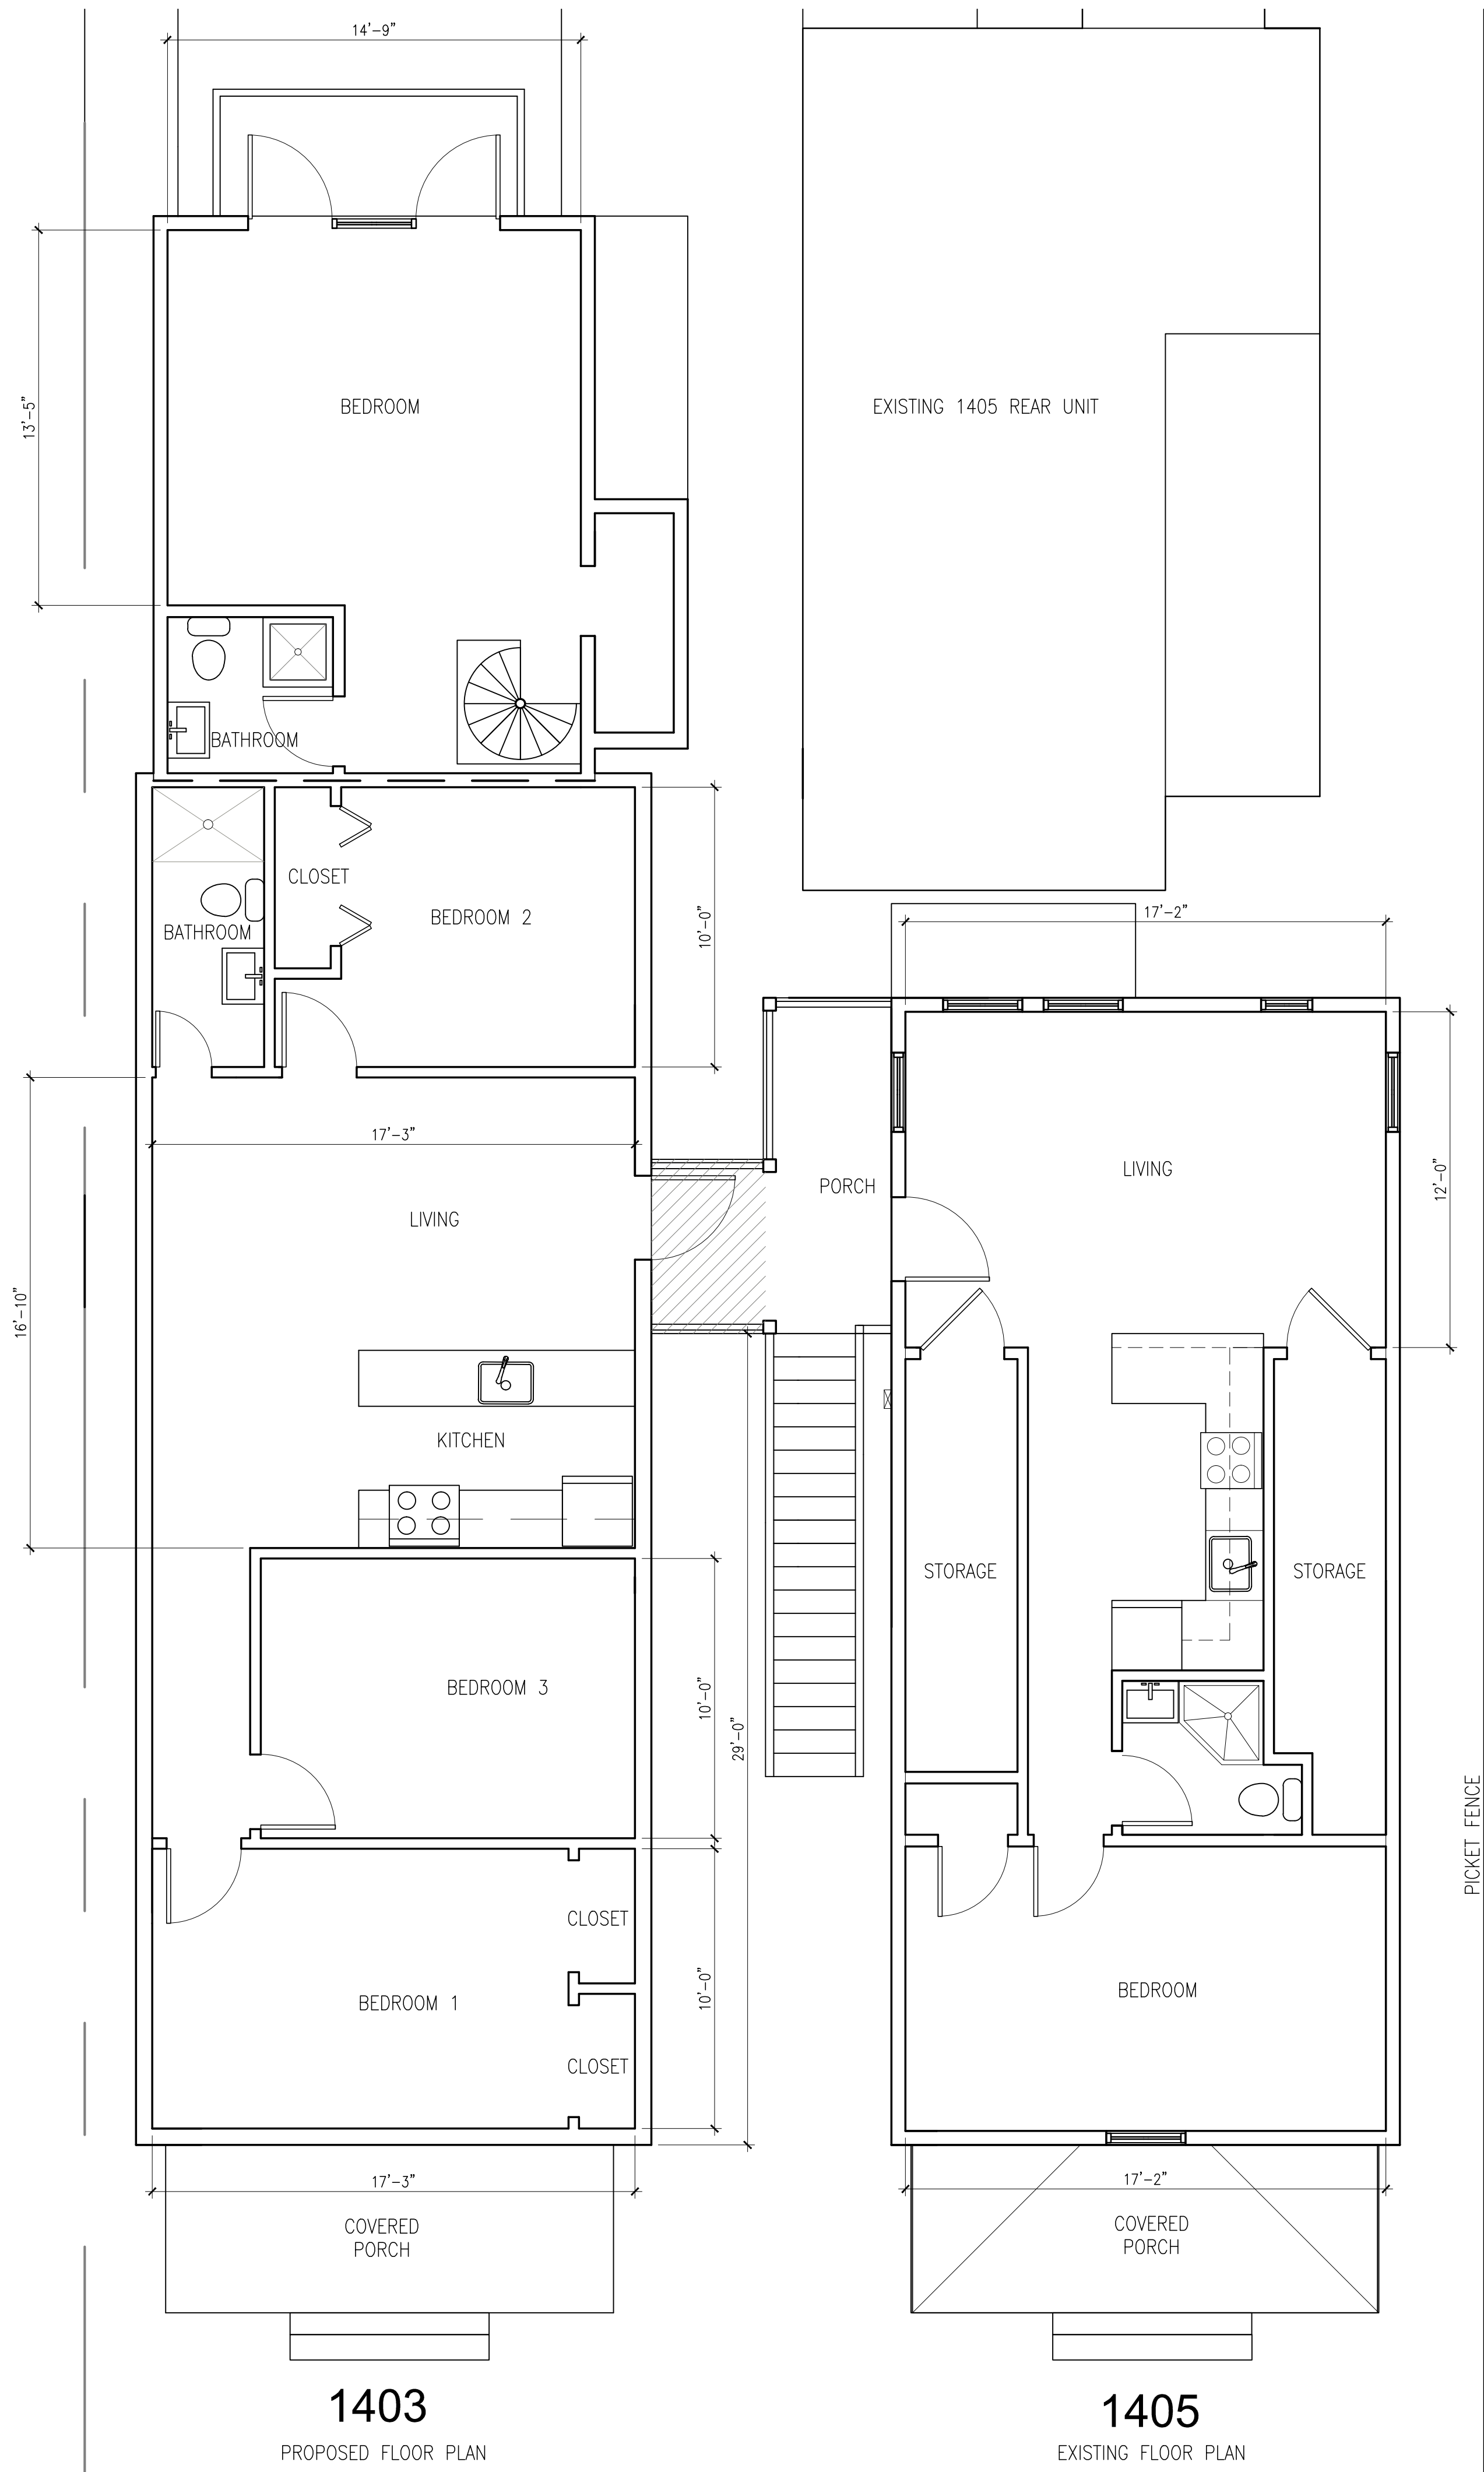 14'-9"
13'-5"
BEDROOM
EXISTING 1405 REAR UNIT
BATHROOM
CLOSET
BEDROOM 2
BATHROOM
10'-0"
17'-2"
17'-3"
LIVING
PORCH
LIVING
12'-0"
16'-10"
KITCHEN
STORAGE
STORAGE
BEDROOM 3
10'-0"
29'-0"
PICKET FENCE
CLOSET
BEDROOM 1
10'-0"
BEDROOM
CLOSET
17'-3"
17'-2"
COVERED
PORCH
COVERED
PORCH
1403
PROPOSED FLOOR PLAN
1405
EXISTING FLOOR PLAN